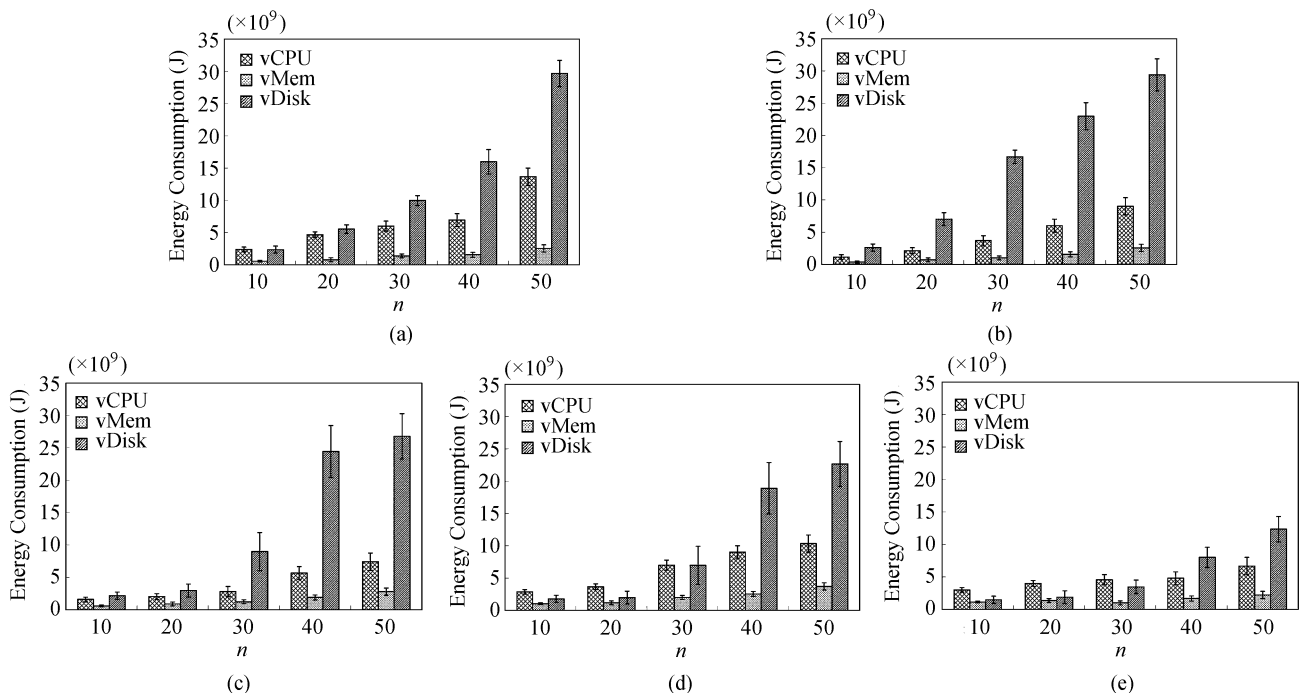 (×10⁹)
35
30
25
20
15
10
5
0
Energy Consumption (J)
vCPU
vMem
vDisk
10 20 30 40 50
n
(a)
(×10⁹)
35
30
25
20
15
10
5
0
Energy Consumption (J)
vCPU
vMem
vDisk
10 20 30 40 50
n
(b)
(×10⁹)
35
30
25
20
15
10
5
0
Energy Consumption (J)
vCPU
vMem
vDisk
10 20 30 40 50
n
(c)
(×10⁹)
35
30
25
20
15
10
5
0
Energy Consumption (J)
vCPU
vMem
vDisk
10 20 30 40 50
n
(d)
(×10⁹)
35
30
25
20
15
10
5
0
Energy Consumption (J)
vCPU
vMem
vDisk
10 20 30 40 50
n
(e)